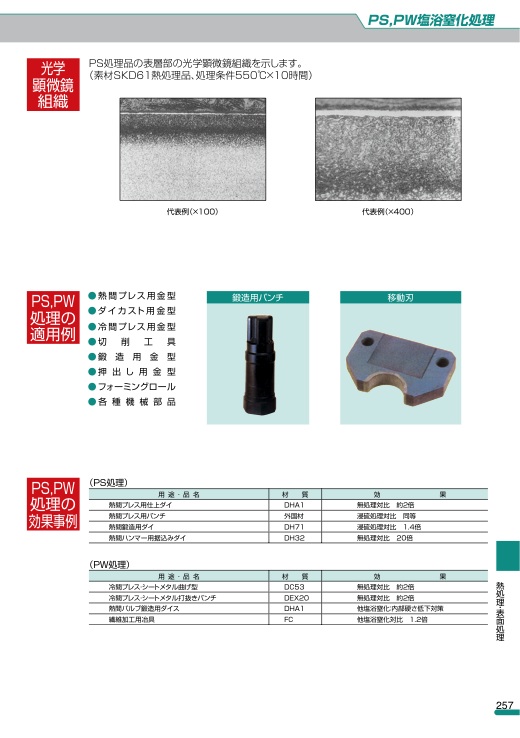 PS,PW塩浴窒化処理
光学
顕微鏡
組織
PS処理品の表層部の光学顕微鏡組織を示します。
(素材SKD61熱処理品、処理条件550℃×10時間)
代表例(×100)
代表例(×400)
PS,PW
処理の
適用例
●熱間プレス用金型
●ダイカスト用金型
●冷間プレス用金型
●切削工具
●鍛造用金型
●押出し用金型
●フォーミングロール
●各種機械部品
鍛造用パンチ
移動刃
PS,PW
処理の
効果事例
(PS処理)
用途・品名 材質 効果
熱間プレス用仕上ダイ DHA1 無処理対比 約2倍
熱間プレス用パンチ 外国材 浸硫処理対比 同等
熱間鍛造用ダイ DH71 浸硫処理対比 1.4倍
熱間ハンマー用据込みダイ DH32 無処理対比 20倍
(PW処理)
用途・品名 材質 効果
冷間プレス・シートメタル曲げ型 DC53 無処理対比 約2倍
冷間プレス・シートメタル打抜きパンチ DEX20 無処理対比 約2倍
熱間バルブ鍛造用ダイス DHA1 他塩浴窒化:内部硬さ低下対策
繊維加工用冶具 FC 他塩浴窒化対比 1.2倍
熱処理・表面処理
257